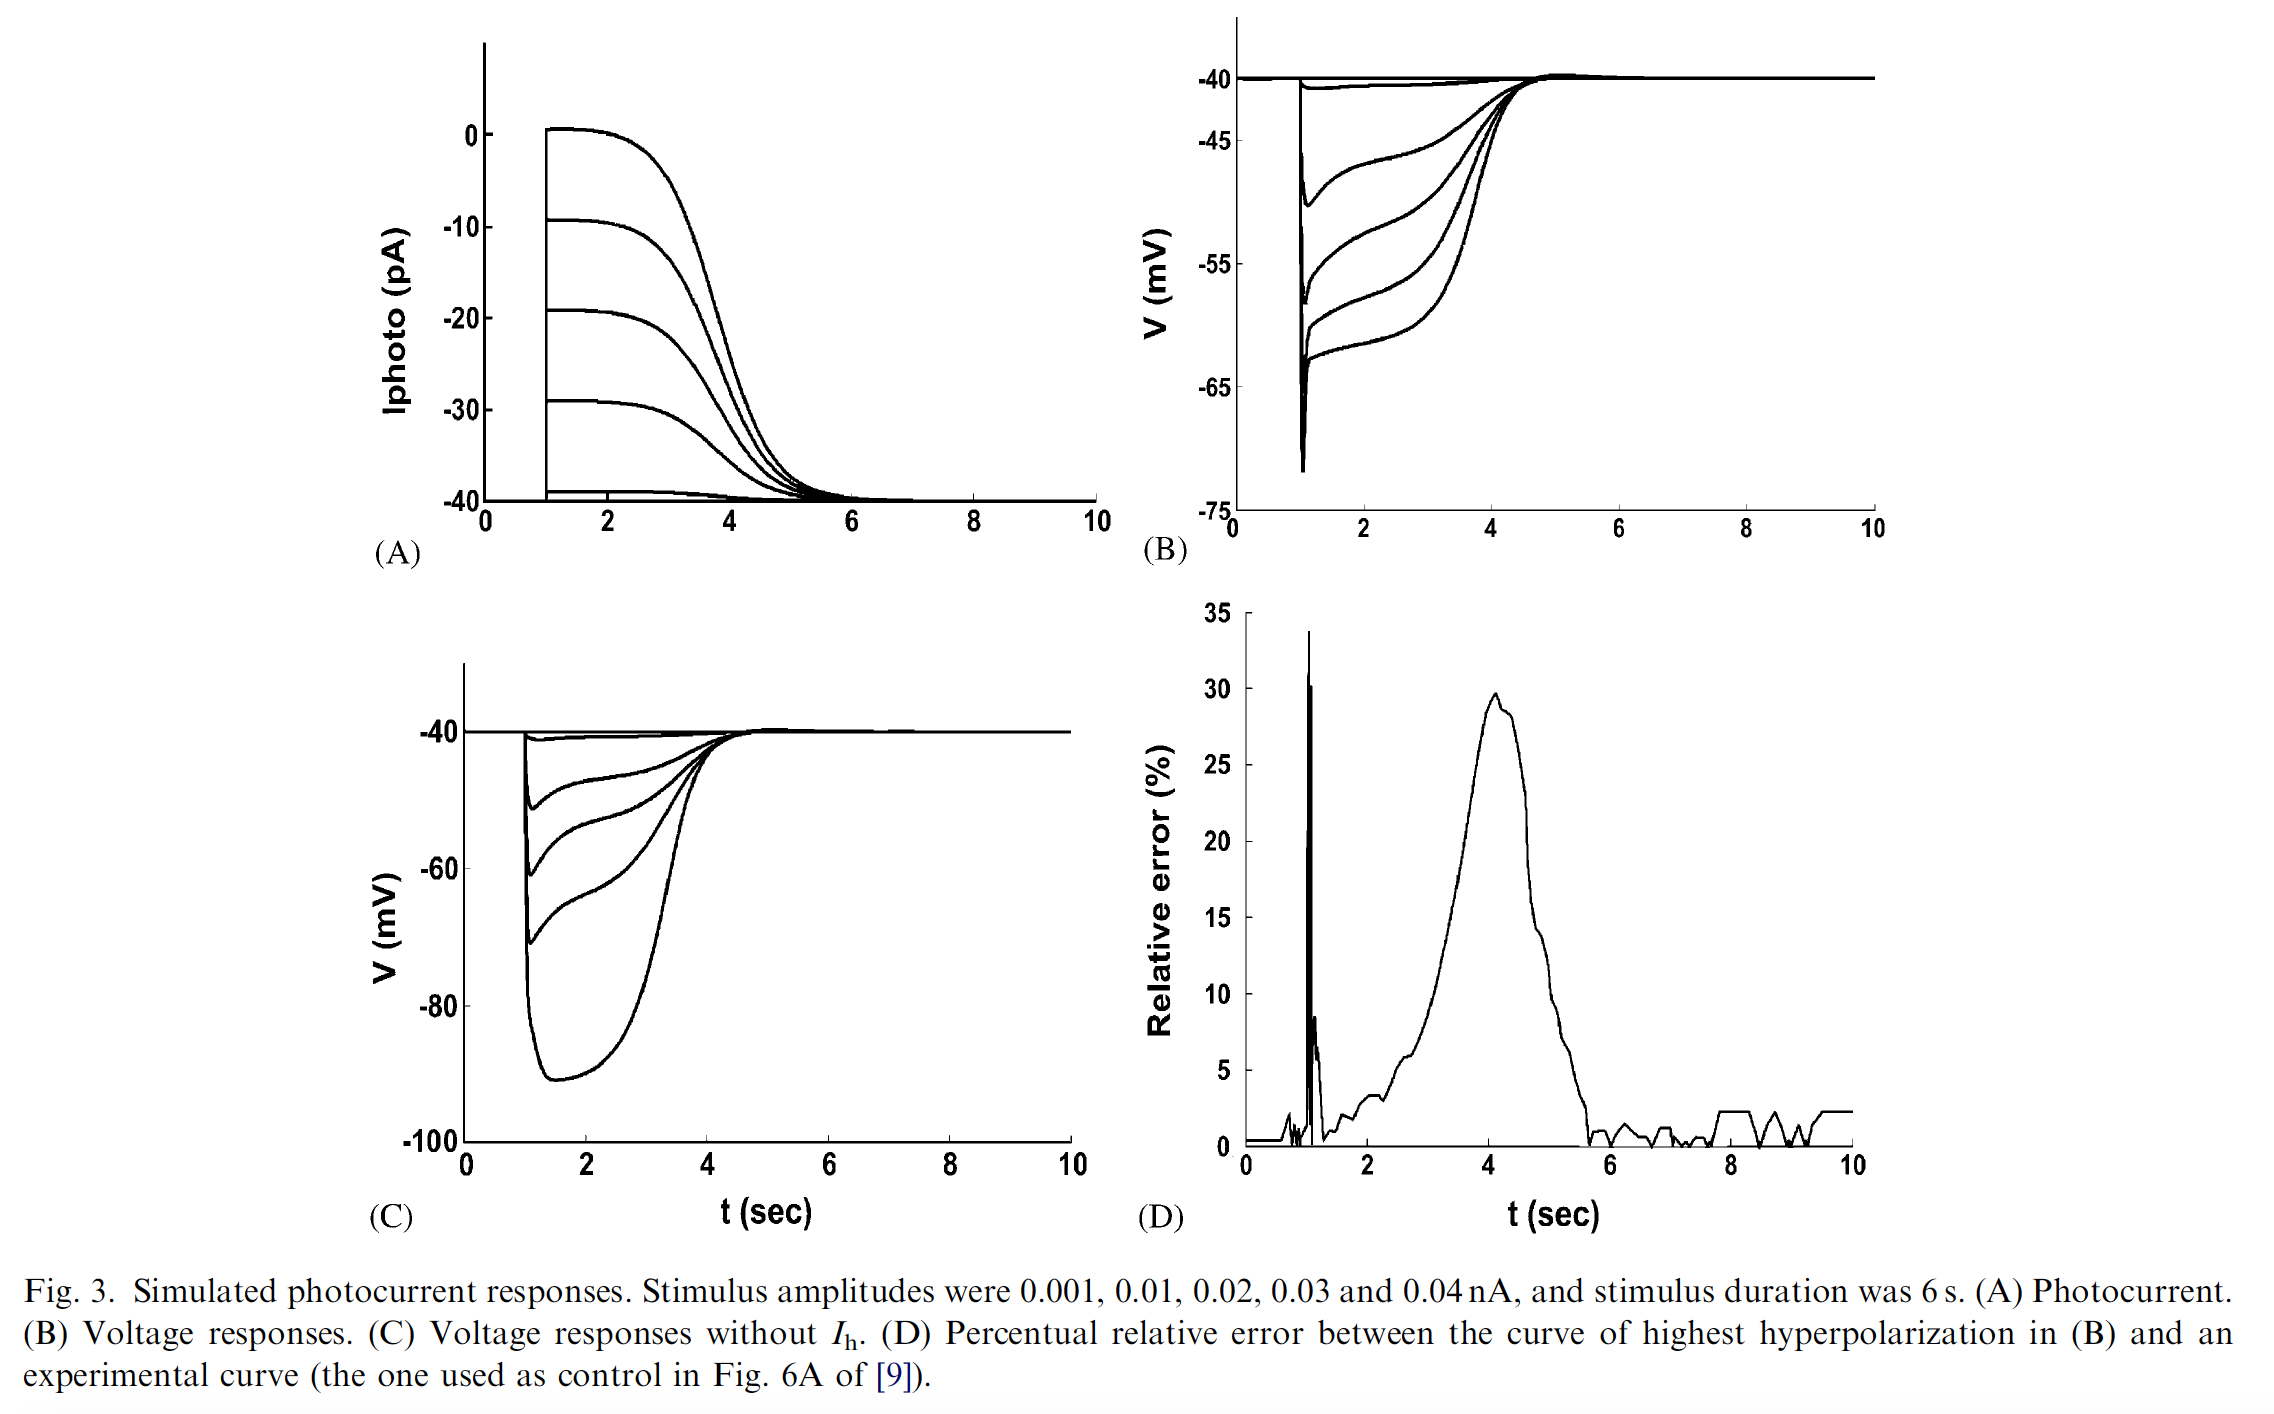 0
-10
-20
-30
-40
Iphoto (pA)
0 2 4 6 8 10
(A)
-40
-45
-55
-65
-75
V (mV)
0 2 4 6 8 10
(B)
-40
-60
-80
-100
V (mV)
0 2 4 6 8 10
t (sec)
(C)
35
30
25
20
15
10
5
0
Relative error (%)
0 2 4 6 8 10
t (sec)
(D)
Fig. 3. Simulated photocurrent responses. Stimulus amplitudes were 0.001, 0.01, 0.02, 0.03 and 0.04 nA, and stimulus duration was 6 s. (A) Photocurrent.
(B) Voltage responses. (C) Voltage responses without Ih. (D) Percentual relative error between the curve of highest hyperpolarization in (B) and an
experimental curve (the one used as control in Fig. 6A of [9]).